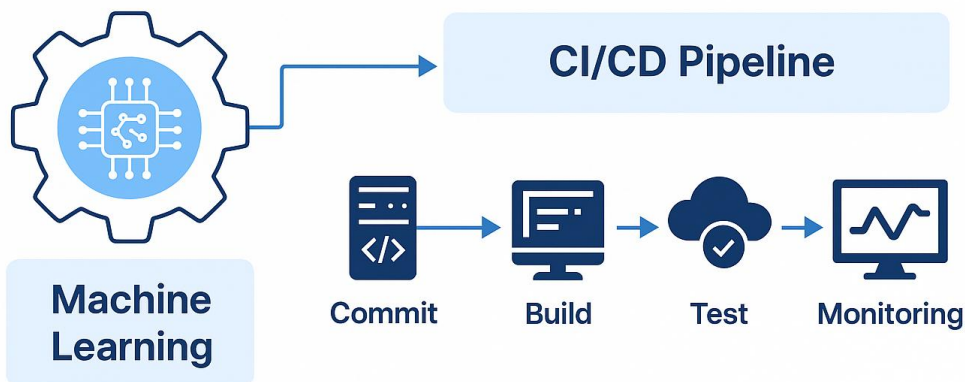 CI/CD Pipeline
Machine
Learning
</>
Commit
Build
Test
Monitoring